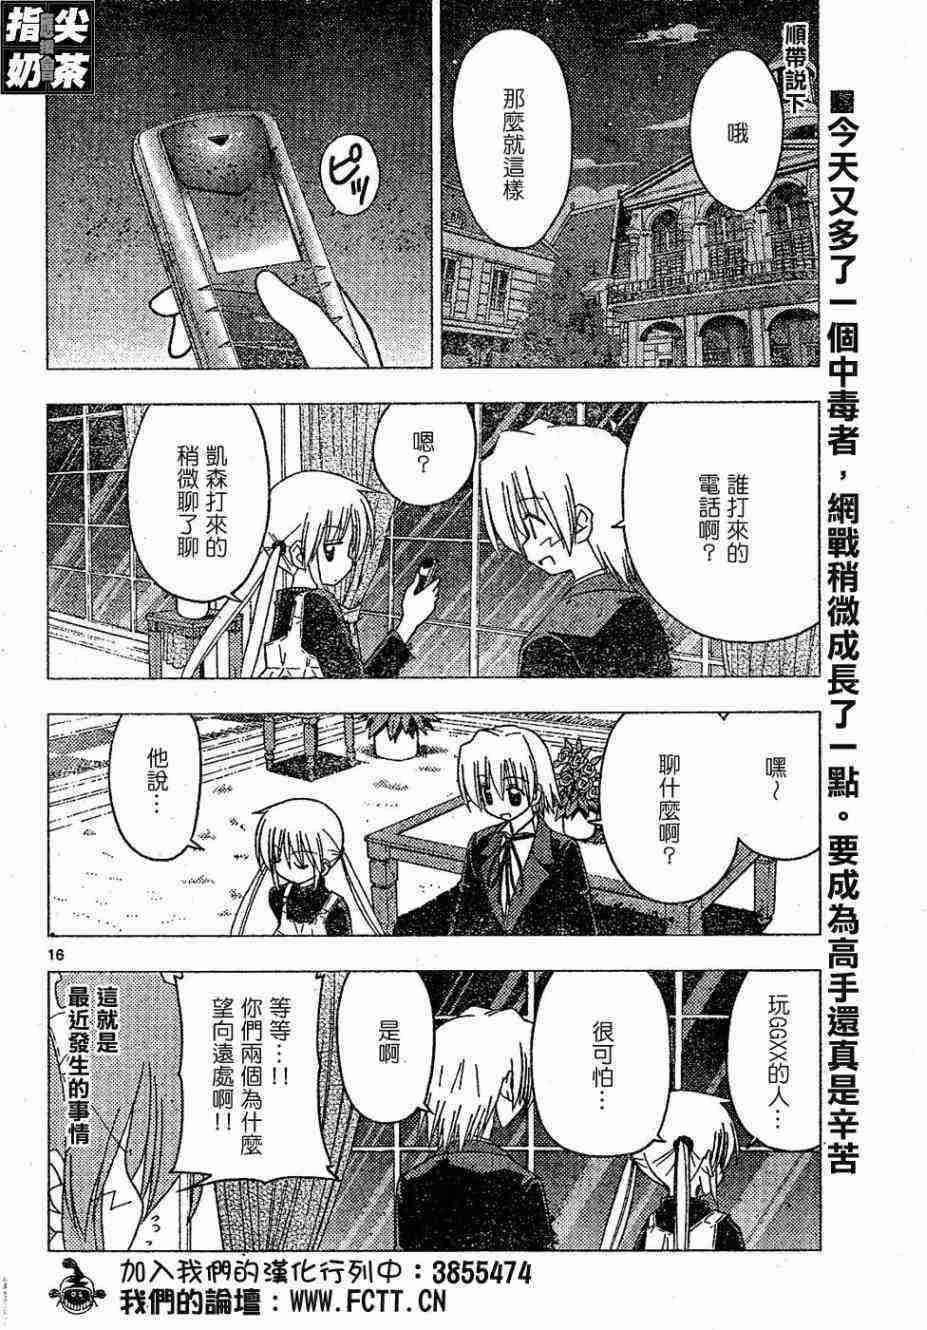 指尖
奶茶
順帶説下
哦
那麼就這樣
ピッ
誰打來的
電話啊?
嗯?
凱森打來的
稍微聊了聊
嘿~
聊什麼啊?
他說…
16
玩GGXX的人…
很可怕…
是啊
等等…!!
你們兩個為什麼
望向遠處啊!!
這就是
最近發生的事情
今天又多了一個中毒者,網戰稍微成長了一點。要成為高手還真是辛苦
加入我們的漢化行列中:3855474
我們的論壇:WWW.FCTT.CN